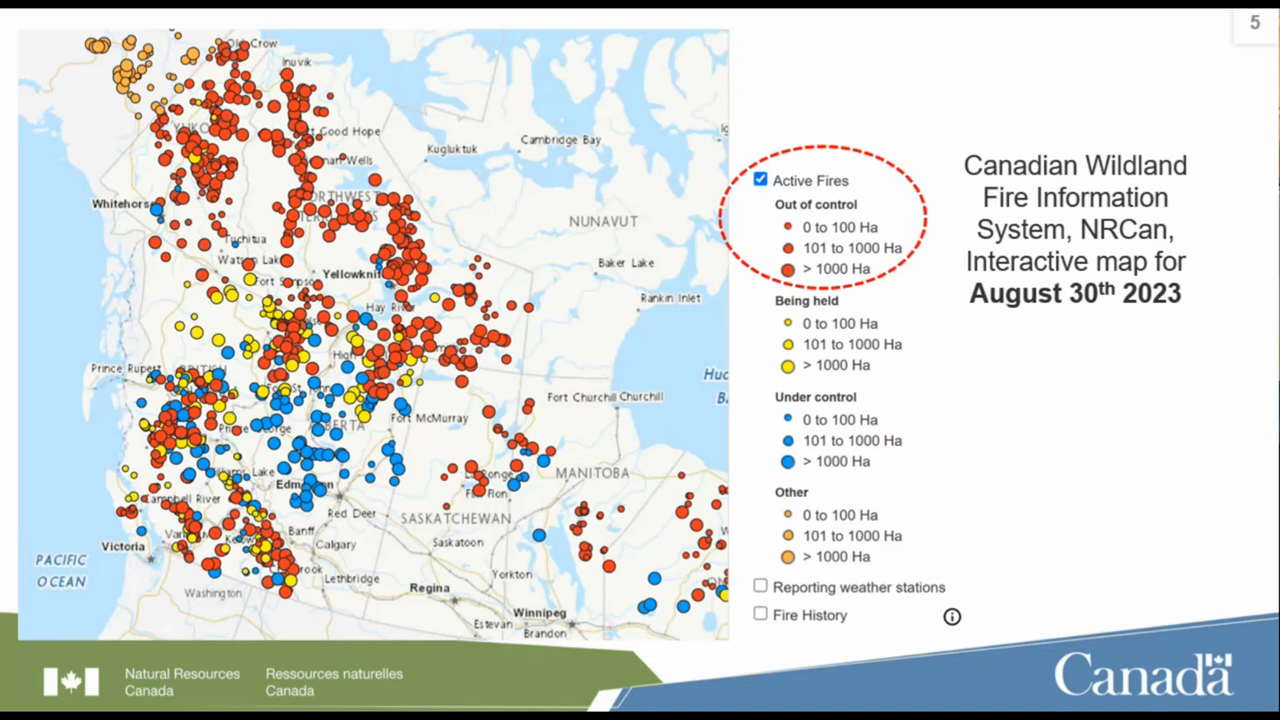 5
Old Crow
Inuvik
Good Hope
Cambridge Bay
Kugluktuk
Whitehors
NUNAVUT
Tuchitua
Baker Lake
Yellowknif
Rankin Inlet
Hay River
Prince Rupert
Fort Churchill
Churchill
Fort McMurray
MANITOBA
Campbell River
Red Deer
SASKATCHEWAN
Banff
Victoria
Calgary
Saskatoon
PACIFIC
OCEAN
Lethbridge
Yorkton
Regina
Washington
Winnipeg
Estevan
Brandon
Active Fires
Out of control
0 to 100 Ha
101 to 1000 Ha
> 1000 Ha
Being held
0 to 100 Ha
101 to 1000 Ha
> 1000 Ha
Under control
0 to 100 Ha
101 to 1000 Ha
> 1000 Ha
Other
0 to 100 Ha
101 to 1000 Ha
> 1000 Ha
Reporting weather stations
Fire History
Canadian Wildland
Fire Information
System, NRCan,
Interactive map for
August 30th 2023
Natural Resources
Canada
Ressources naturelles
Canada
Canada